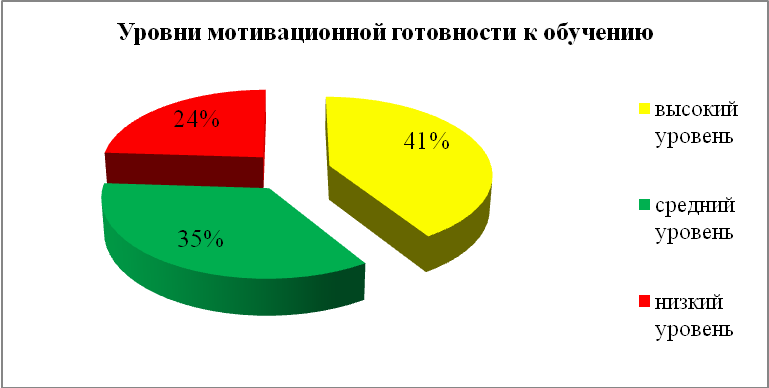 Уровни мотивационной готовности к обучению
24%
41%
35%
высокий
уровень
средний
уровень
низкий
уровень